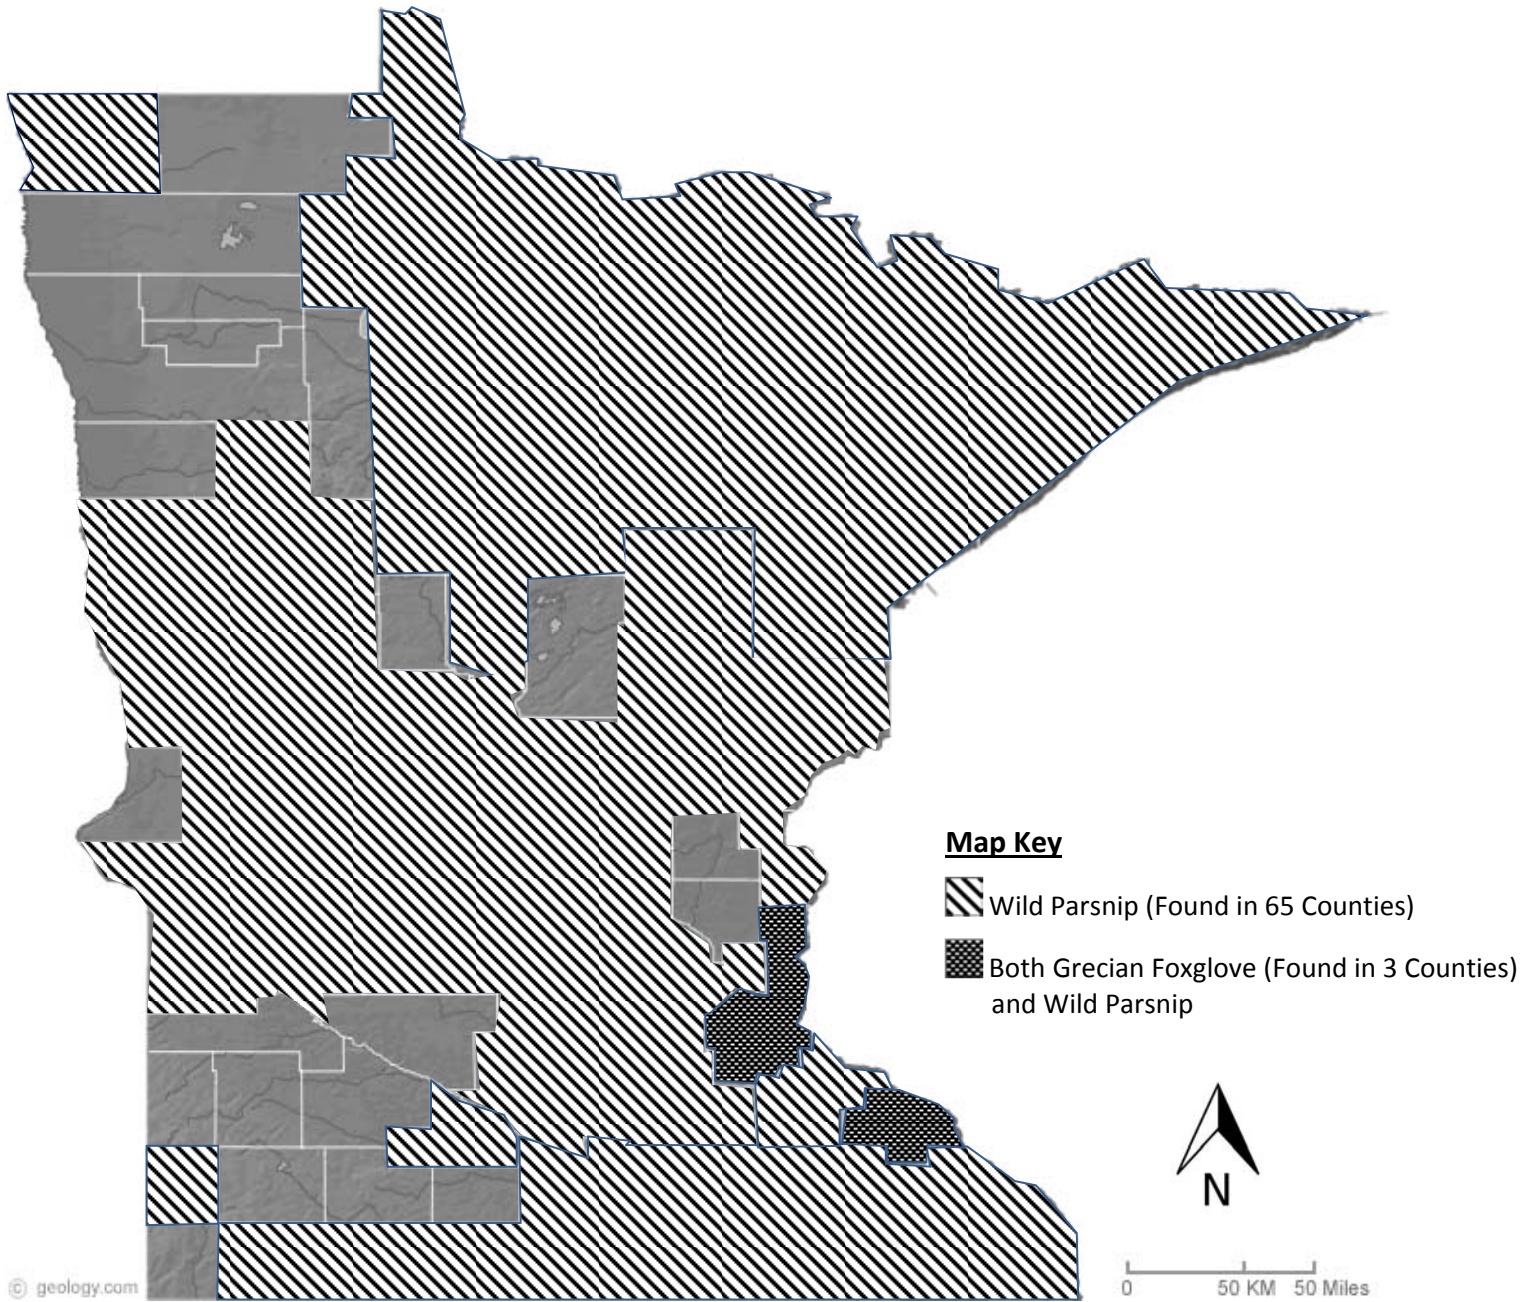 Map Key
Wild Parsnip (Found in 65 Counties)
Both Grecian Foxglove (Found in 3 Counties)
and Wild Parsnip
N
0 50 KM 50 Miles
© geology.com